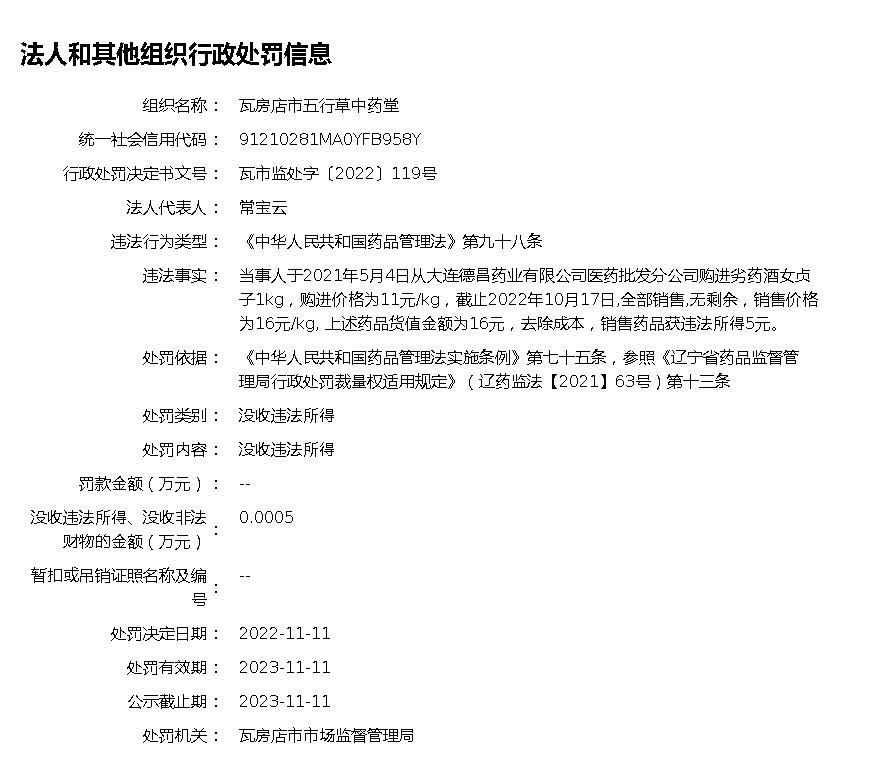 法人和其他组织行政处罚信息
组织名称： 瓦房店市五行草中药堂
统一社会信用代码： 91210281MA0YFB958Y
行政处罚决定书文号： 瓦市监处字〔2022〕119号
法人代表人： 常宝云
违法行为类型： 《中华人民共和国药品管理法》第九十八条
违法事实： 当事人于2021年5月4日从大连德昌药业有限公司医药批发分公司购进劣药酒女贞
子1kg，购进价格为11元/kg，截止2022年10月17日,全部销售,无剩余，销售价格
为16元/kg, 上述药品货值金额为16元，去除成本，销售药品获违法所得5元。
处罚依据： 《中华人民共和国药品管理法实施条例》第七十五条，参照《辽宁省药品监督管
理局行政处罚裁量权适用规定》（辽药监法【2021】63号）第十三条
处罚类别： 没收违法所得
处罚内容： 没收违法所得
罚款金额（万元）： --
没收违法所得、没收非法
财物的金额（万元）： 0.0005
暂扣或吊销证照名称及编
号： --
处罚决定日期： 2022-11-11
处罚有效期： 2023-11-11
公示截止期： 2023-11-11
处罚机关： 瓦房店市市场监督管理局